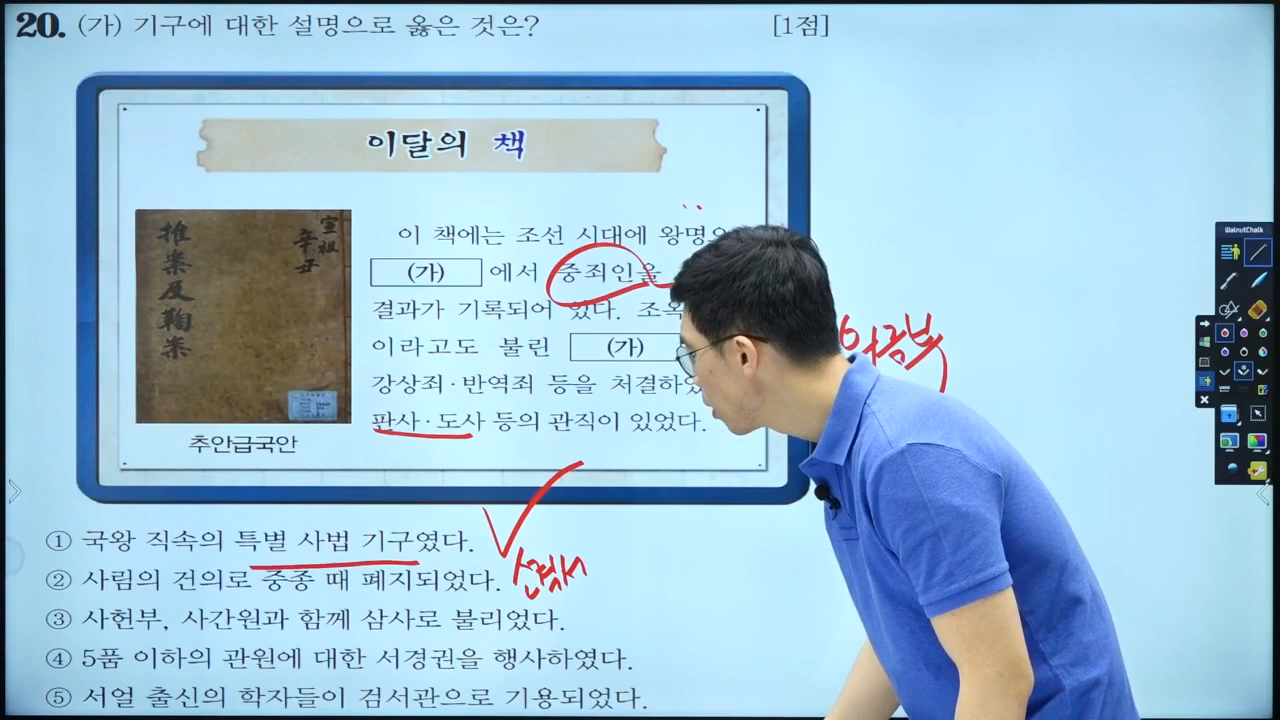 20. (가) 기구에 대한 설명으로 옳은 것은? [1점]
이달의 책
宣祖
辛丑
推案及鞫案
이 책에는 조선 시대에 왕명으
(가) 에서 중죄인을
결과가 기록되어 있다. 조옥
이라고도 불린 (가)
강상죄·반역죄 등을 처결하였
판사·도사 등의 관직이 있었다.
추안급국안
의금부
① 국왕 직속의 특별 사법 기구였다.
② 사림의 건의로 중종 때 폐지되었다.
소격서
③ 사헌부, 사간원과 함께 삼사로 불리었다.
④ 5품 이하의 관원에 대한 서경권을 행사하였다.
⑤ 서얼 출신의 학자들이 검서관으로 기용되었다.
WalnutChalk